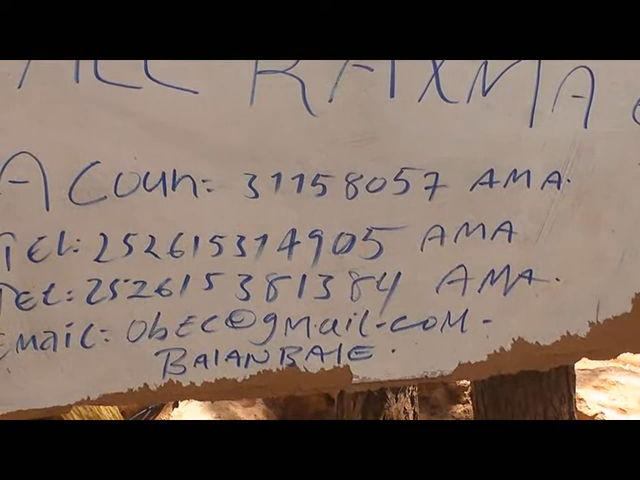 RAXMA
A COUN: 31158057 AMA.
TEL: 252615314905 AMA
TEL: 252615381384 AMA.
EMAIL: ObEC@gmail.com-
BAIANBALE.